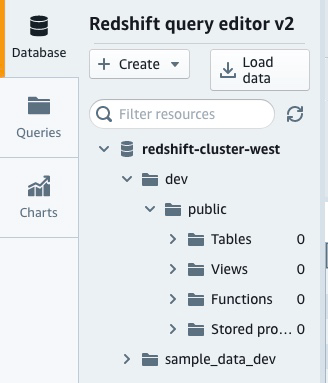 Redshift query editor v2
Database
+ Create
Load data
Filter resources
Queries
redshift-cluster-west
dev
public
Charts
Tables 0
Views 0
Functions 0
Stored pro... 0
sample_data_dev